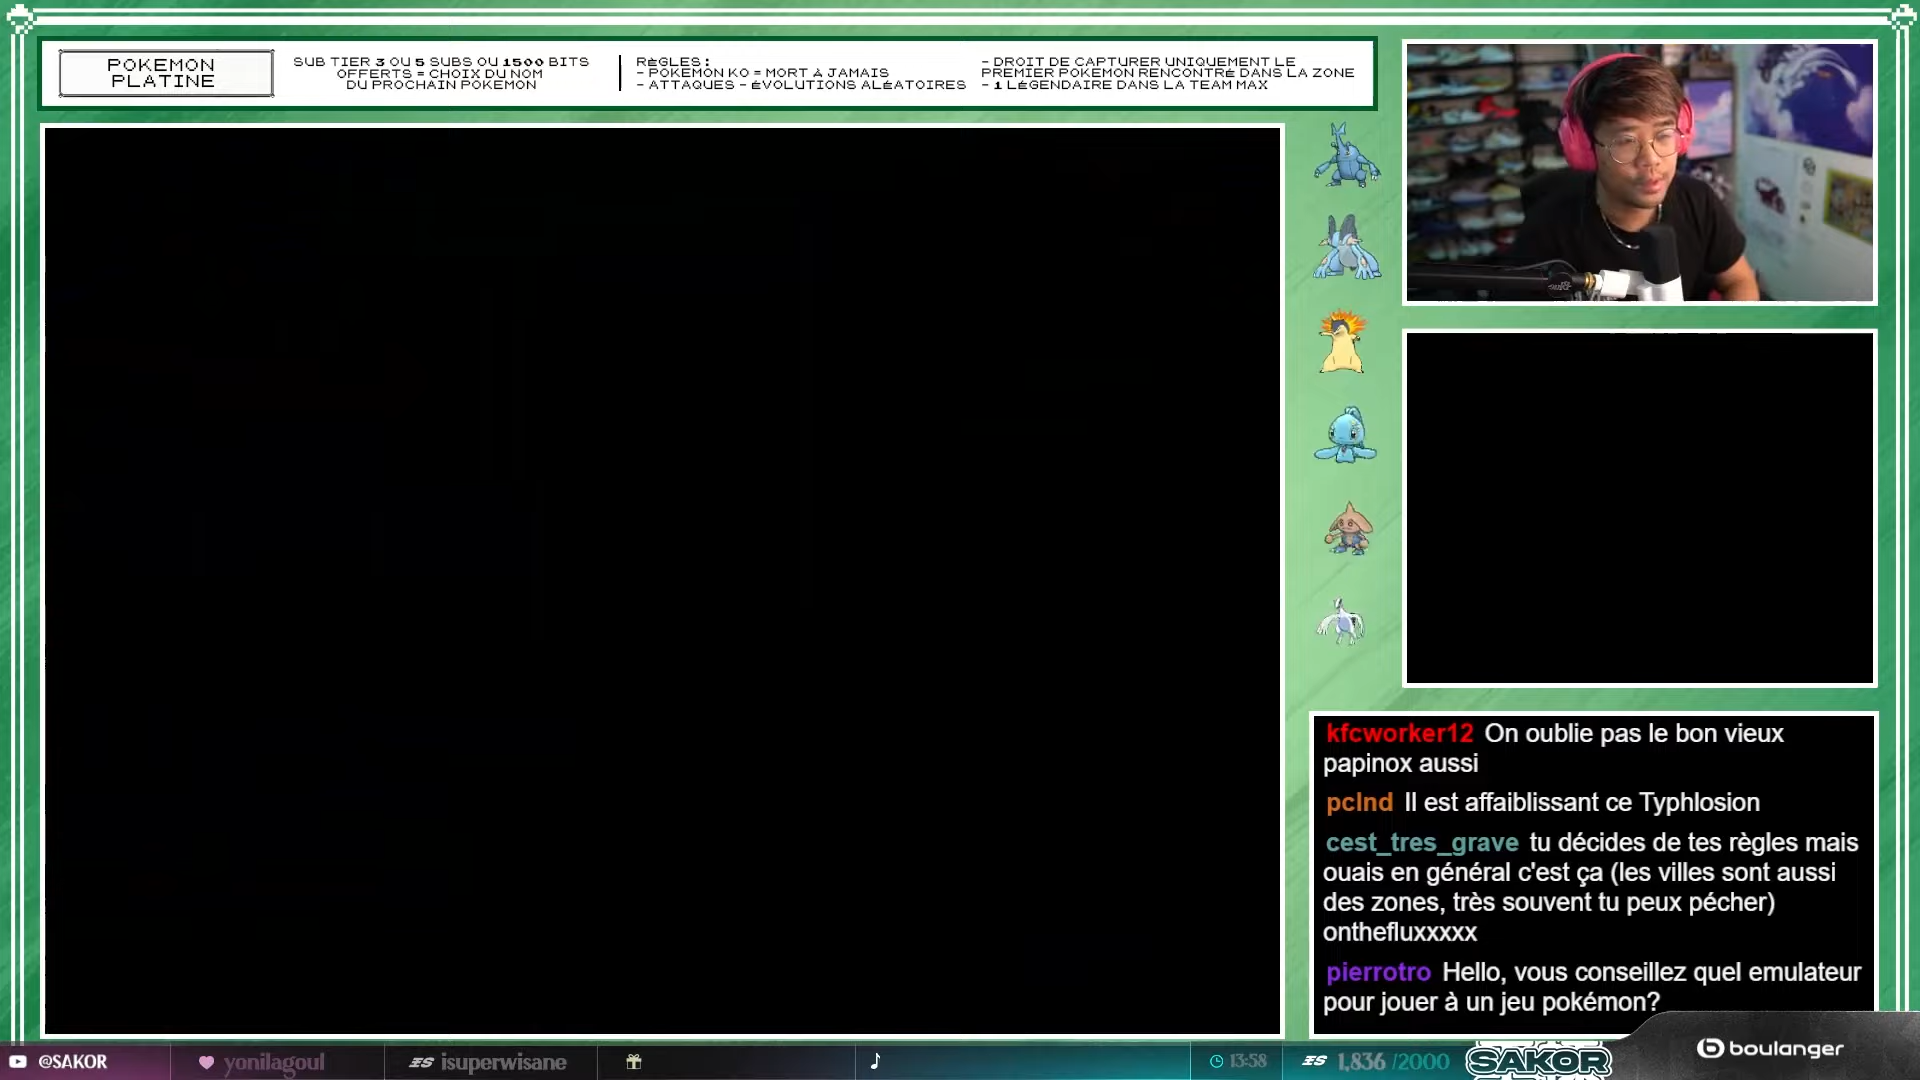 POKEMON
PLATINE
SUB TIER 3 OU 5 SUBS OU 1500 BITS
OFFERTS = CHOIX DU NOM
DU PROCHAIN POKEMON
RÈGLES :
- POKEMON KO = MORT A JAMAIS
- ATTAQUES - ÉVOLUTIONS ALÉATOIRES
- DROIT DE CAPTURER UNIQUEMENT LE
PREMIER POKEMON RENCONTRÉ DANS LA ZONE
- 1 LÉGENDAIRE DANS LA TEAM MAX
kfcworker12 On oublie pas le bon vieux
papinox aussi
pclnd Il est affaiblissant ce Typhlosion
cest_tres_grave tu décides de tes règles mais
ouais en général c'est ça (les villes sont aussi
des zones, très souvent tu peux pécher)
onthefluxxxxx
pierrotro Hello, vous conseillez quel emulateur
pour jouer à un jeu pokémon?
@SAKOR
yonilagoul
isuperwisane
13:58
1,836 /2000
SAKOR
boulanger